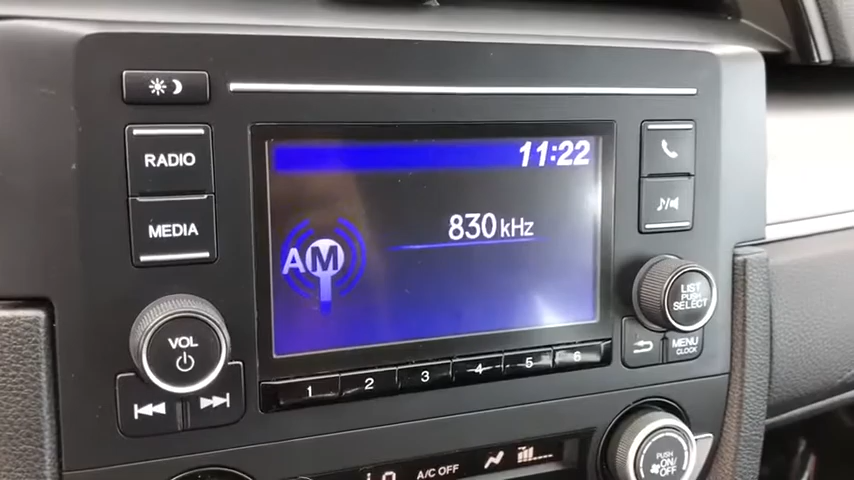 RADIO
MEDIA
VOL
11:22
830 kHz
AM
LIST
PUSH
SELECT
MENU
CLOCK
1 2 3 4 5 6
A/C OFF
PUSH
ON/
OFF